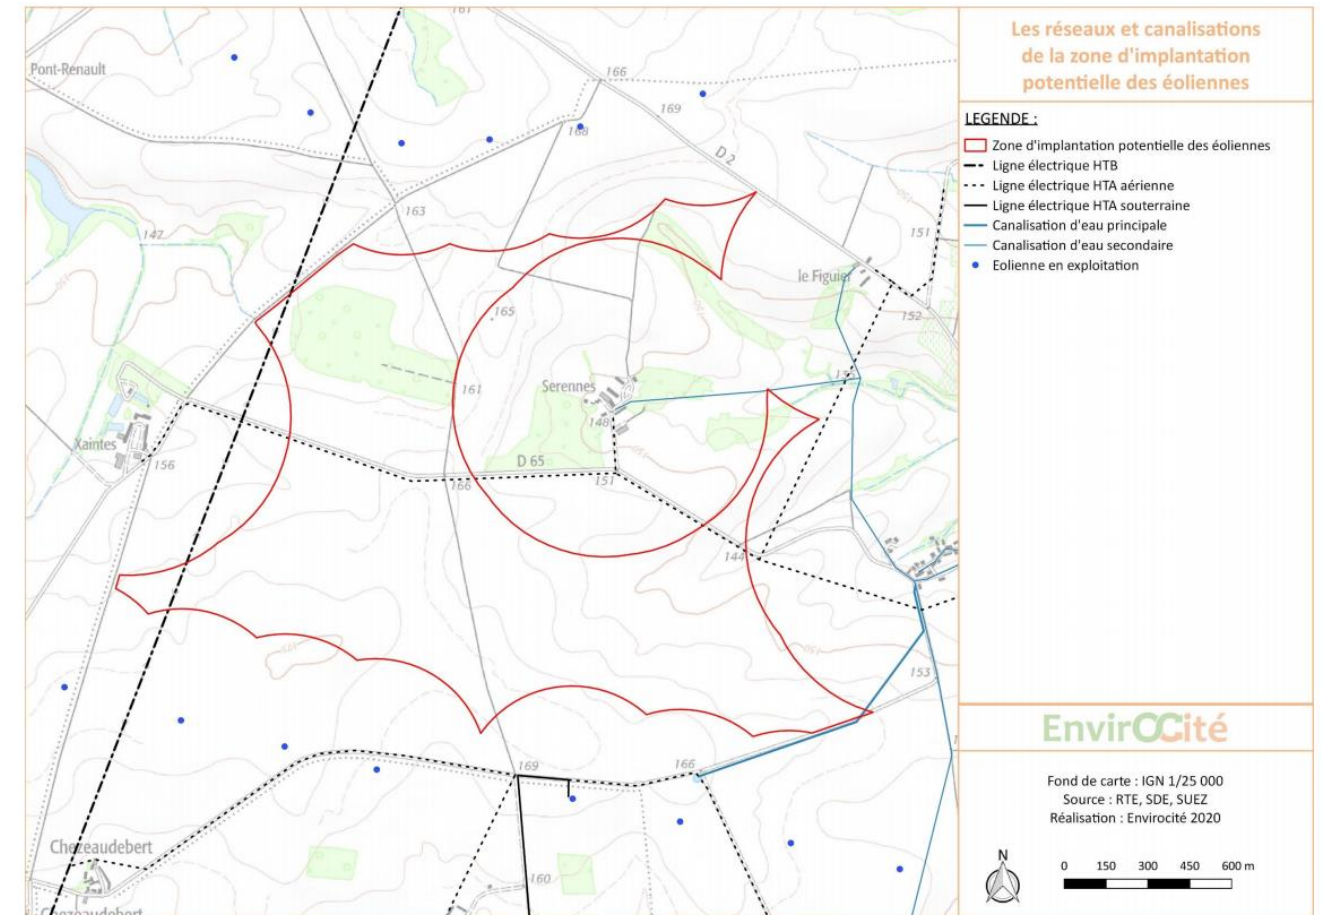 161
Pont-Renault
166
169
168
D 2
163
147
151
le Figuier
165
152
161
Serennes
148
Xaintes
156
D 65
166
151
144
150
153
169
166
Chezeaudebert
160
Chezeaudebert
Les réseaux et canalisations
de la zone d'implantation
potentielle des éoliennes
LEGENDE :
Zone d'implantation potentielle des éoliennes
Ligne électrique HTB
Ligne électrique HTA aérienne
Ligne électrique HTA souterraine
Canalisation d'eau principale
Canalisation d'eau secondaire
Eolienne en exploitation
EnvirOCité
Fond de carte : IGN 1/25 000
Source : RTE, SDE, SUEZ
Réalisation : Envirocité 2020
N
0 150 300 450 600 m